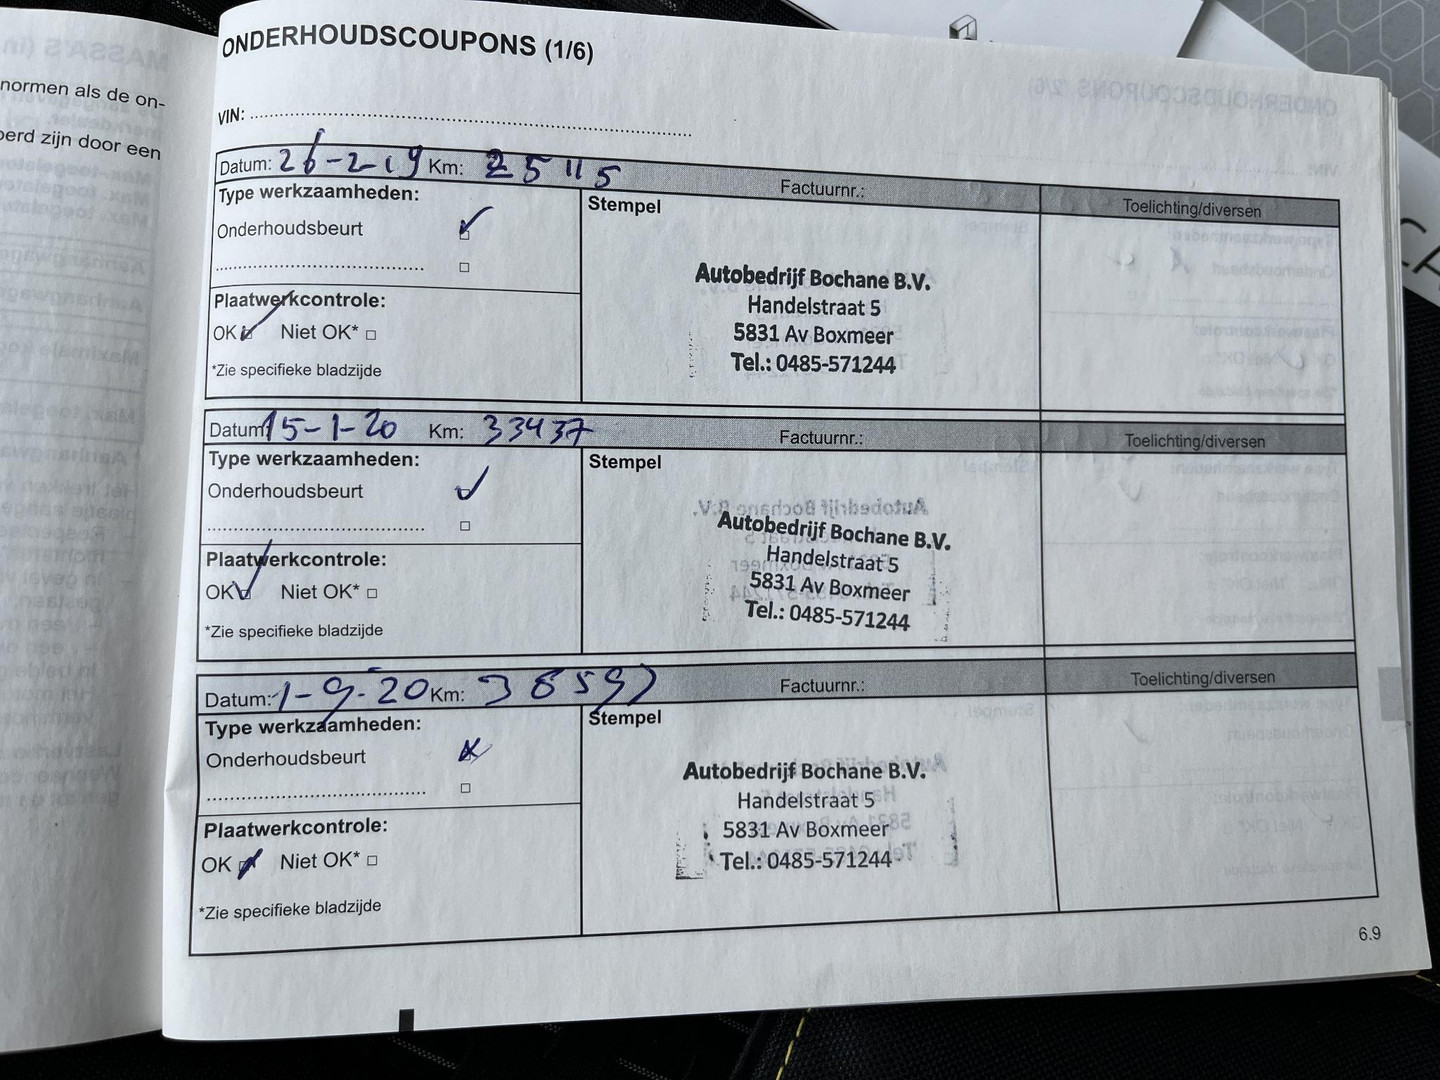 normen als de on-
oerd zijn door een
ONDERHOUDSCOUPONS (1/6)
VIN:
Datum: 26-2-19 Km: 25115 Factuurnr.: Toelichting/diversen
Type werkzaamheden:
Stempel
Onderhoudsbeurt
Plaatwerkcontrole:
OK Niet OK*
*Zie specifieke bladzijde
Autobedrijf Bochane B.V.
Handelstraat 5
5831 Av Boxmeer
Tel.: 0485-571244
Datum: 15-1-20 Km: 33437 Factuurnr.: Toelichting/diversen
Type werkzaamheden:
Stempel
Onderhoudsbeurt
Plaatwerkcontrole:
OK Niet OK*
*Zie specifieke bladzijde
Autobedrijf Bochane B.V.
Handelstraat 5
5831 Av Boxmeer
Tel.: 0485-571244
Datum: 1-9-20 Km: Factuurnr.: Toelichting/diversen
Type werkzaamheden:
Stempel
Onderhoudsbeurt
Plaatwerkcontrole:
OK Niet OK*
*Zie specifieke bladzijde
Autobedrijf Bochane B.V.
Handelstraat 5
5831 Av Boxmeer
Tel.: 0485-571244
6.9